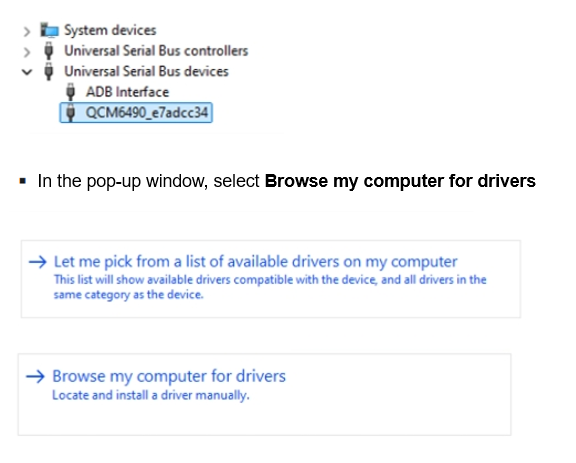 System devices
Universal Serial Bus controllers
Universal Serial Bus devices
ADB Interface
QCM6490_e7adcc34
▪ In the pop-up window, select Browse my computer for drivers
→ Let me pick from a list of available drivers on my computer
This list will show available drivers compatible with the device, and all drivers in the
same category as the device.
→ Browse my computer for drivers
Locate and install a driver manually.